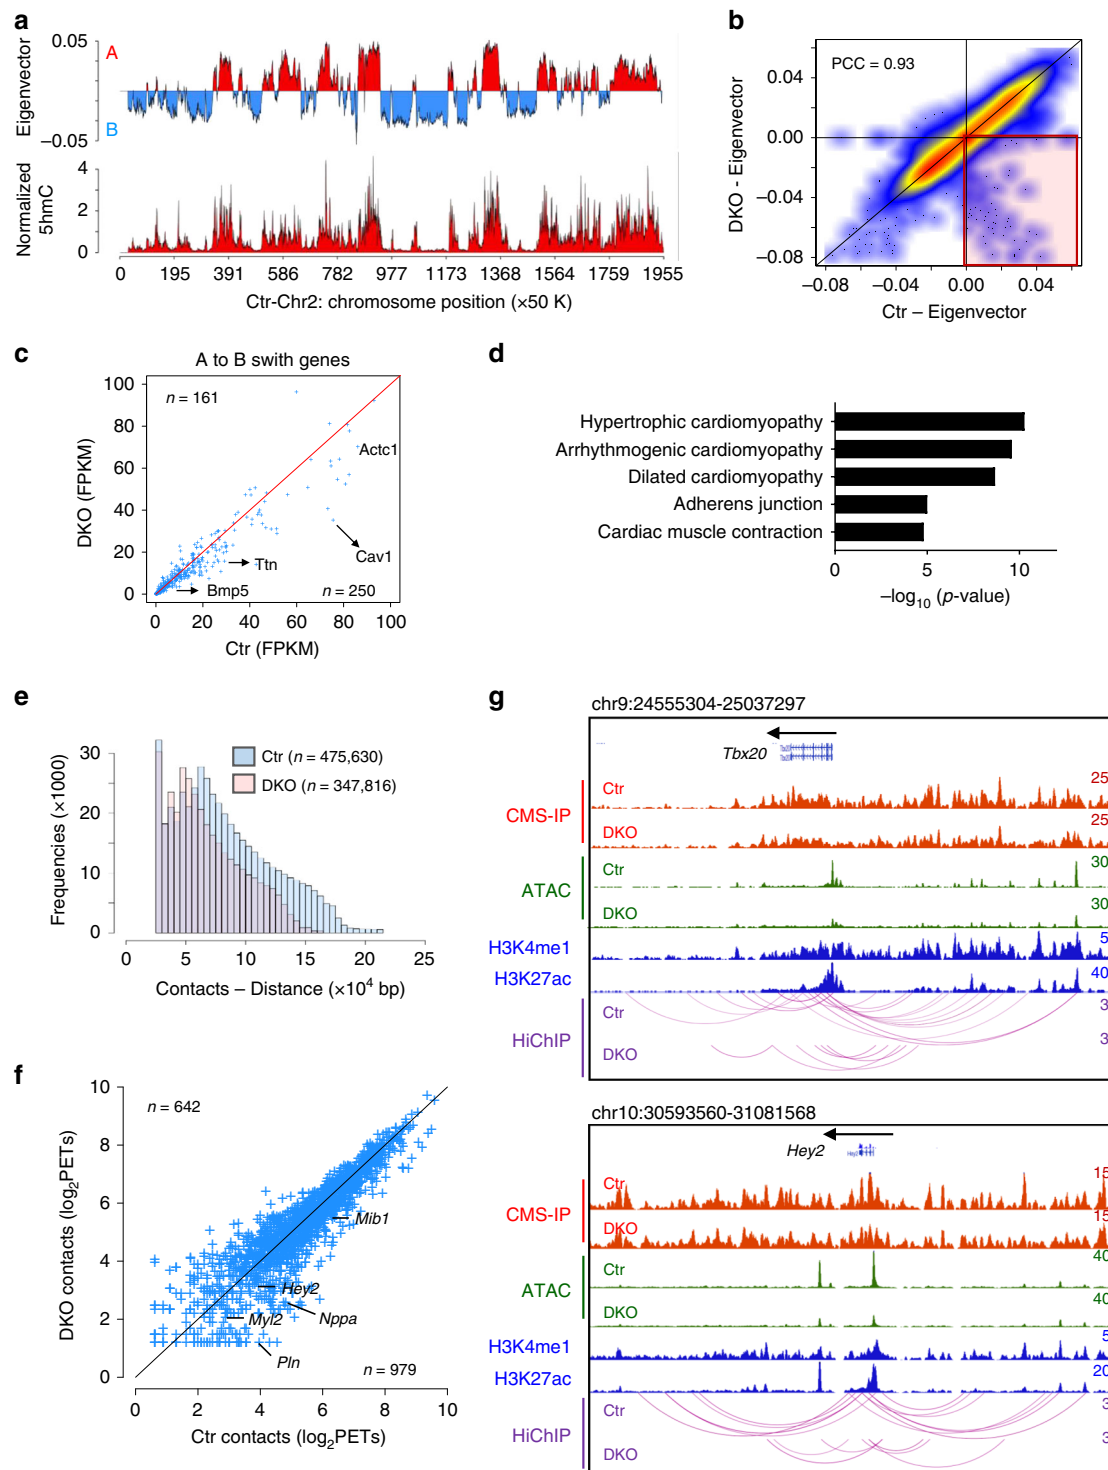 a
0.05
A
Eigenvector
B
−0.05
Normalized
5hmC
4
2
0
0 195 391 586 782 977 1173 1368 1564 1759 1955
Ctr-Chr2: chromosome position (×50 K)
b
PCC = 0.93
DKO - Eigenvector
0.04
0.00
−0.04
−0.08
−0.08 −0.04 0.00 0.04
Ctr – Eigenvector
c
A to B swith genes
n = 161
DKO (FPKM)
100
80
60
40
20
0
Actc1
Cav1
Ttn
Bmp5
n = 250
0 20 40 60 80 100
Ctr (FPKM)
d
Hypertrophic cardiomyopathy
Arrhythmogenic cardiomyopathy
Dilated cardiomyopathy
Adherens junction
Cardiac muscle contraction
0 5 10
−log10 (p-value)
e
Ctr (n = 475,630)
DKO (n = 347,816)
Frequencies (×1000)
30
20
10
0
0 5 10 15 20 25
Contacts – Distance (×10⁴ bp)
f
n = 642
DKO contacts (log2PETs)
10
8
6
4
2
0
Mib1
Hey2
Nppa
Myl2
Pln
n = 979
0 2 4 6 8 10
Ctr contacts (log2PETs)
g
chr9:24555304-25037297
Tbx20
CMS-IP
Ctr 25
DKO 25
ATAC
Ctr 30
DKO 30
H3K4me1 5
H3K27ac 40
HiChIP
Ctr 3
DKO 3
chr10:30593560-31081568
Hey2
Hey2
CMS-IP
Ctr 15
DKO 15
ATAC
Ctr 40
DKO 40
H3K4me1 5
H3K27ac 20
HiChIP
Ctr 3
DKO 3